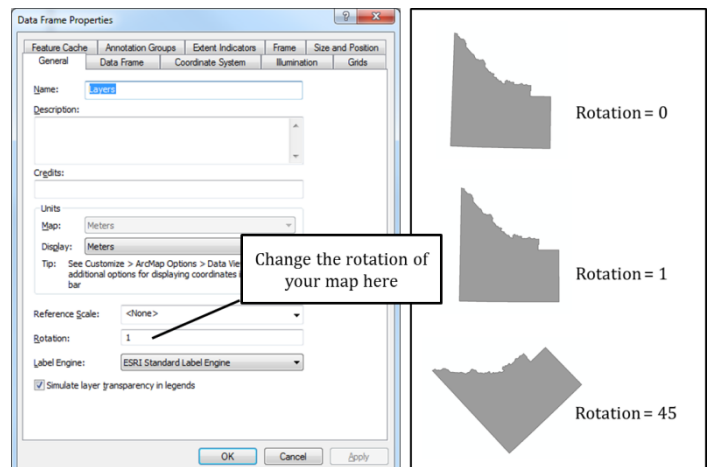 Data Frame Properties
Feature Cache Annotation Groups Extent Indicators Frame Size and Position
General Data Frame Coordinate System Illumination Grids
Name: Layers
Description:
Credits:
Units
Map: Meters
Display: Meters
Tip: See Customize > ArcMap Options > Data Vie
additional options for displaying coordinates i
bar
Change the rotation of
your map here
Reference Scale: <None>
Rotation: 1
Label Engine: ESRI Standard Label Engine
Simulate layer transparency in legends
OK Cancel Apply
Rotation = 0
Rotation = 1
Rotation = 45